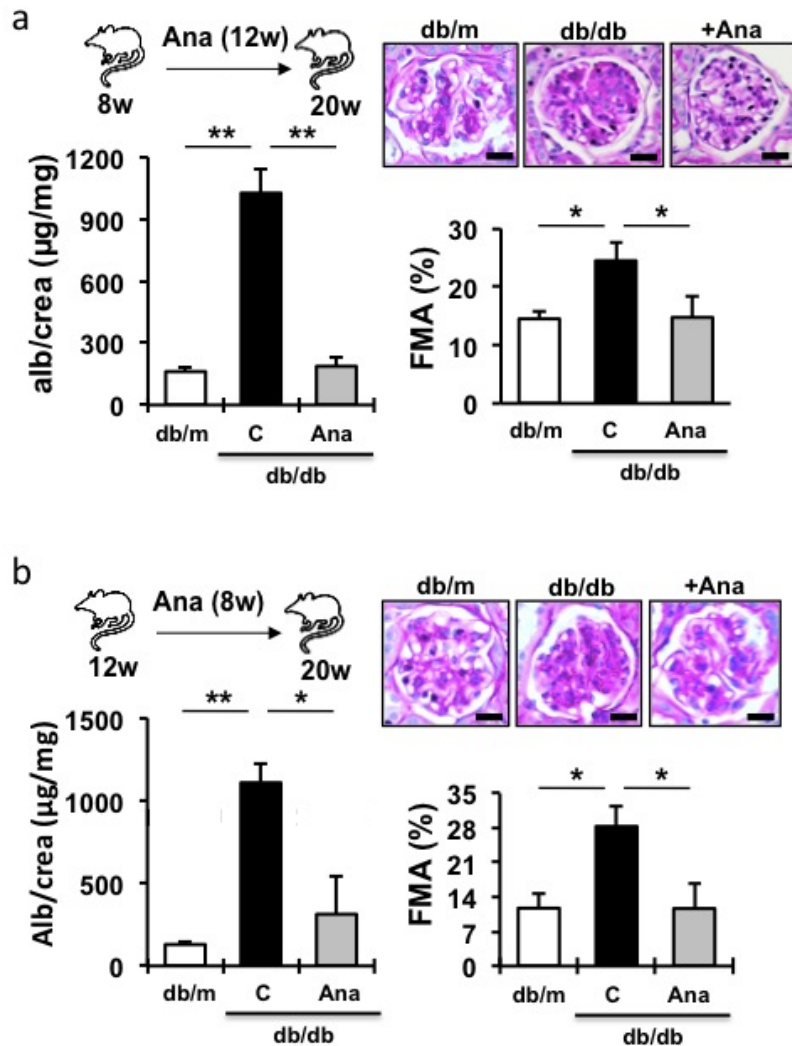 a
Ana (12w)
8w
20w
db/m
db/db
+Ana
alb/crea (µg/mg)
1200
900
600
300
0
**
**
db/m
C
Ana
db/db
FMA (%)
30
20
10
0
*
*
db/m
C
Ana
db/db
b
Ana (8w)
12w
20w
db/m
db/db
+Ana
Alb/crea (µg/mg)
1500
1000
500
0
**
*
db/m
C
Ana
db/db
FMA (%)
35
28
21
14
7
0
*
*
db/m
C
Ana
db/db